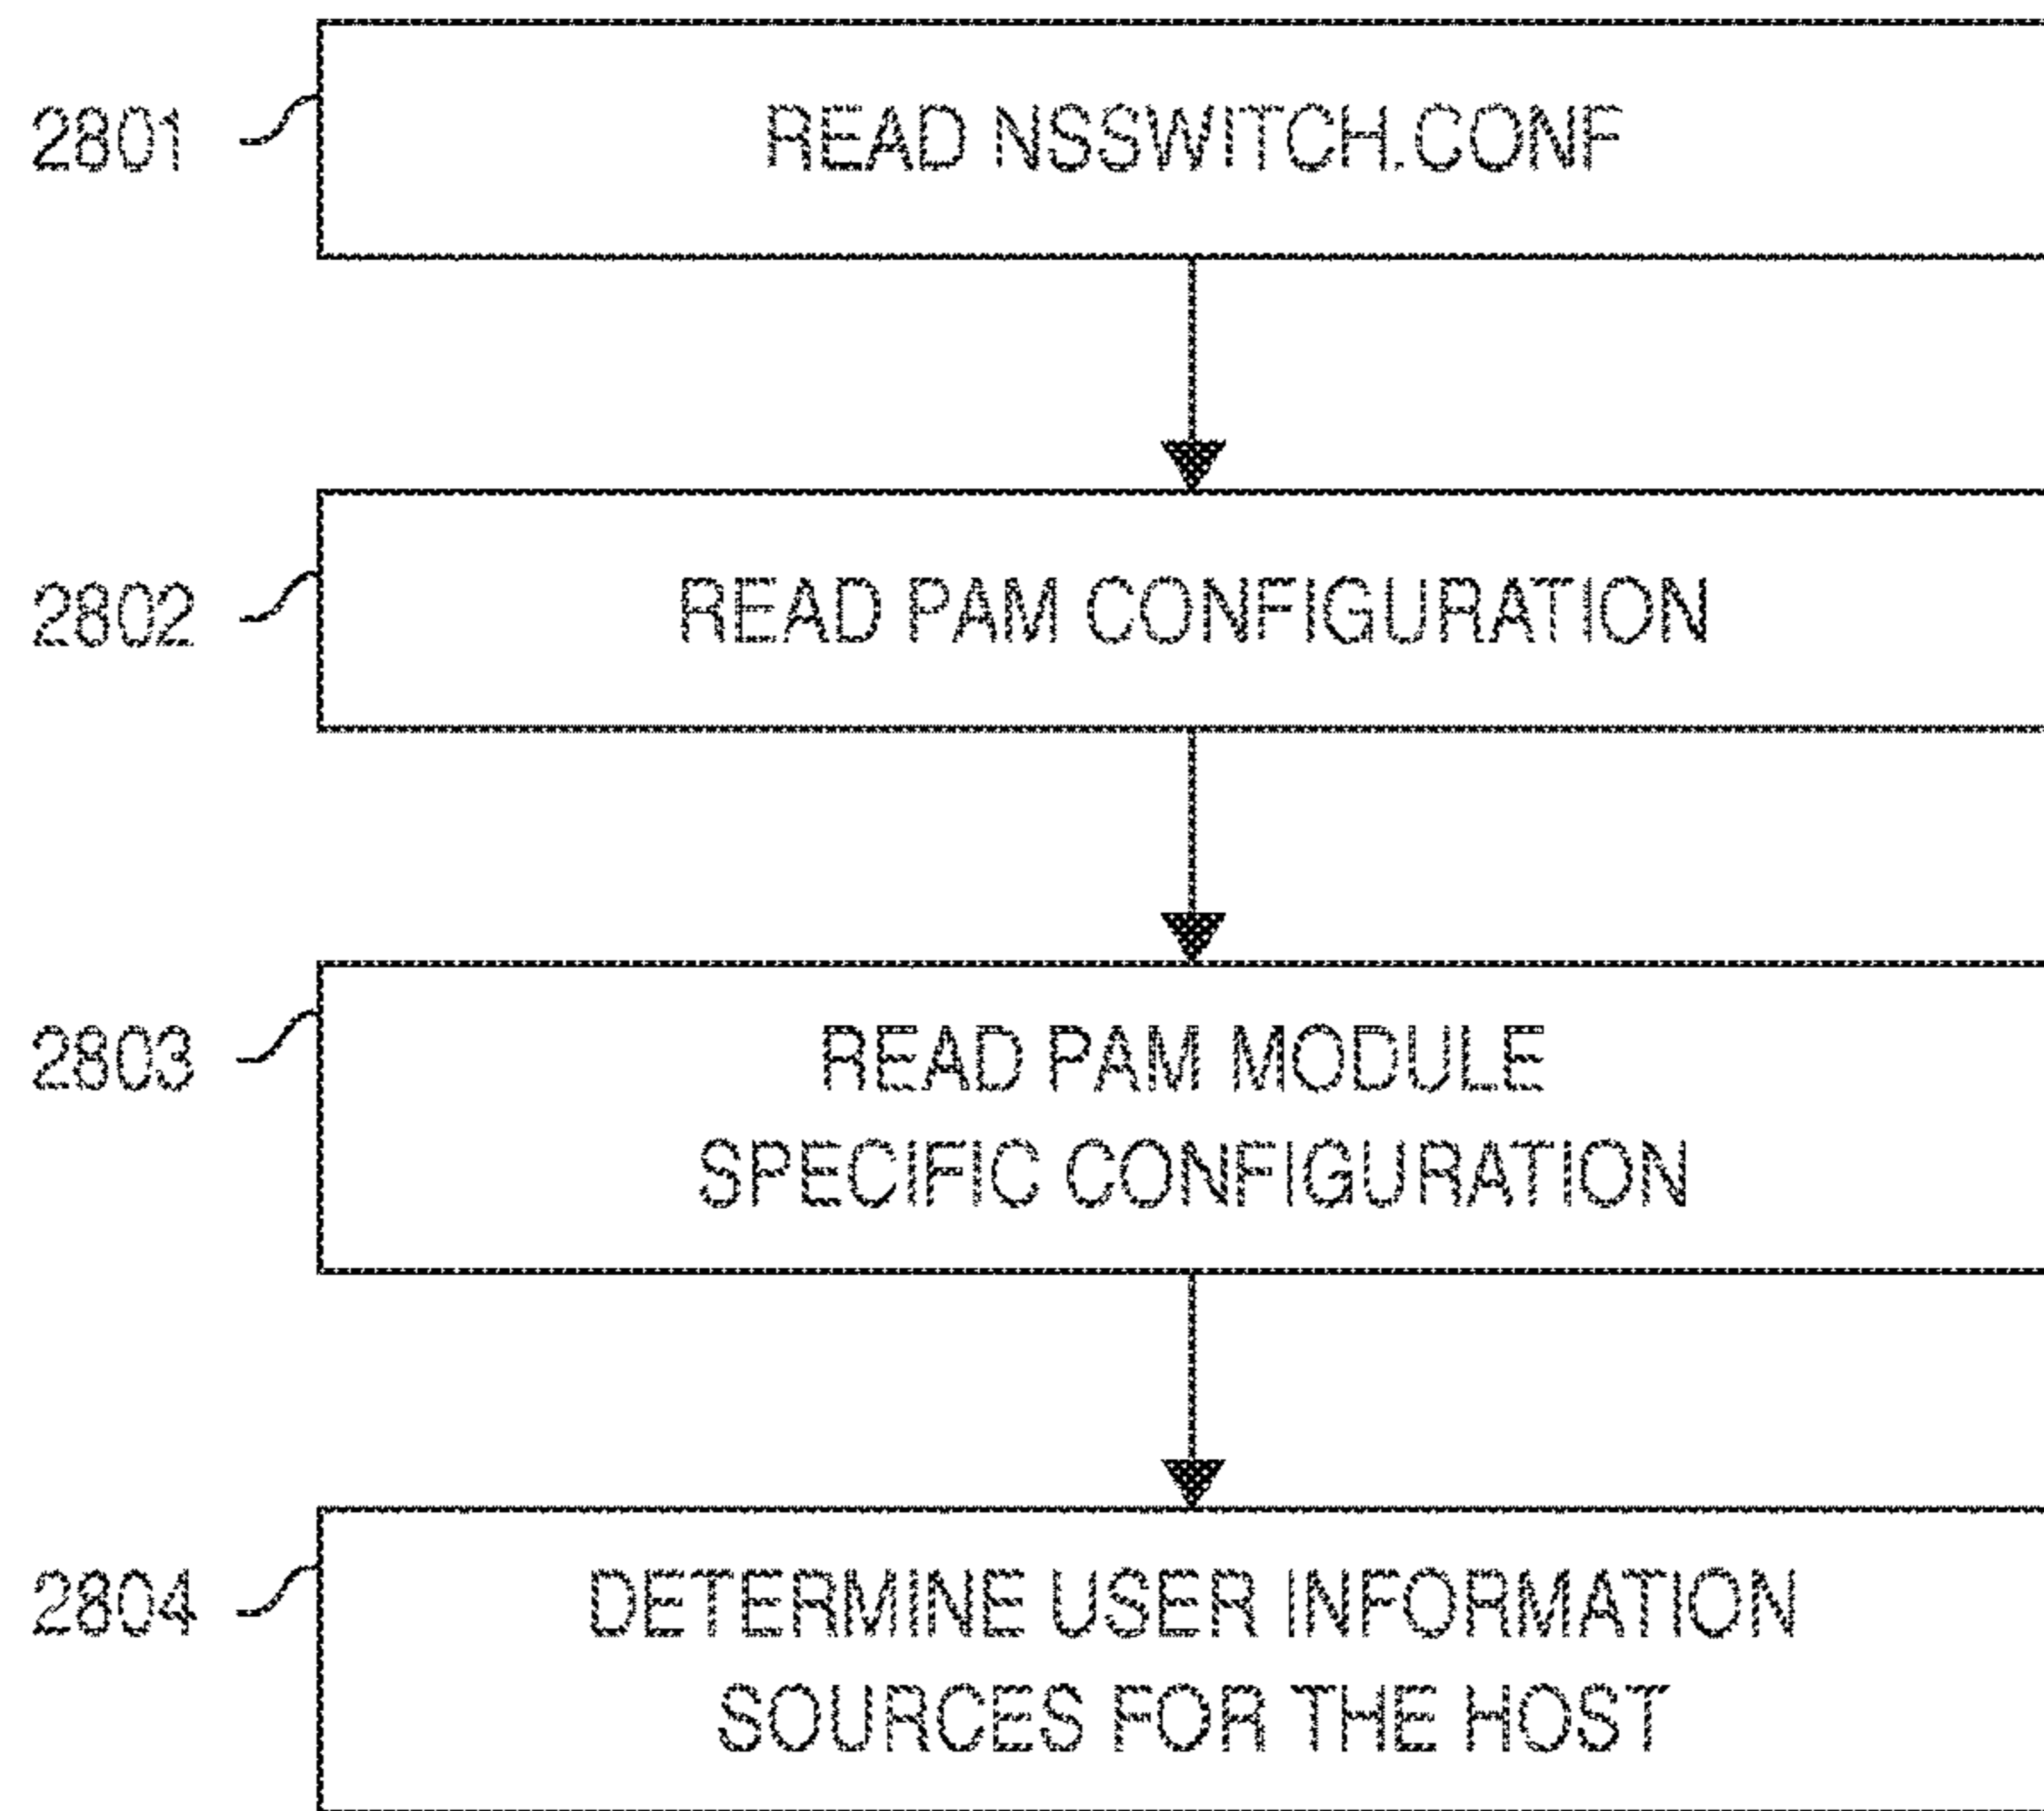 2801
READ NSSWITCH.CONF
2802
READ PAM CONFIGURATION
2803
READ PAM MODULE
SPECIFIC CONFIGURATION
2804
DETERMINE USER INFORMATION
SOURCES FOR THE HOST